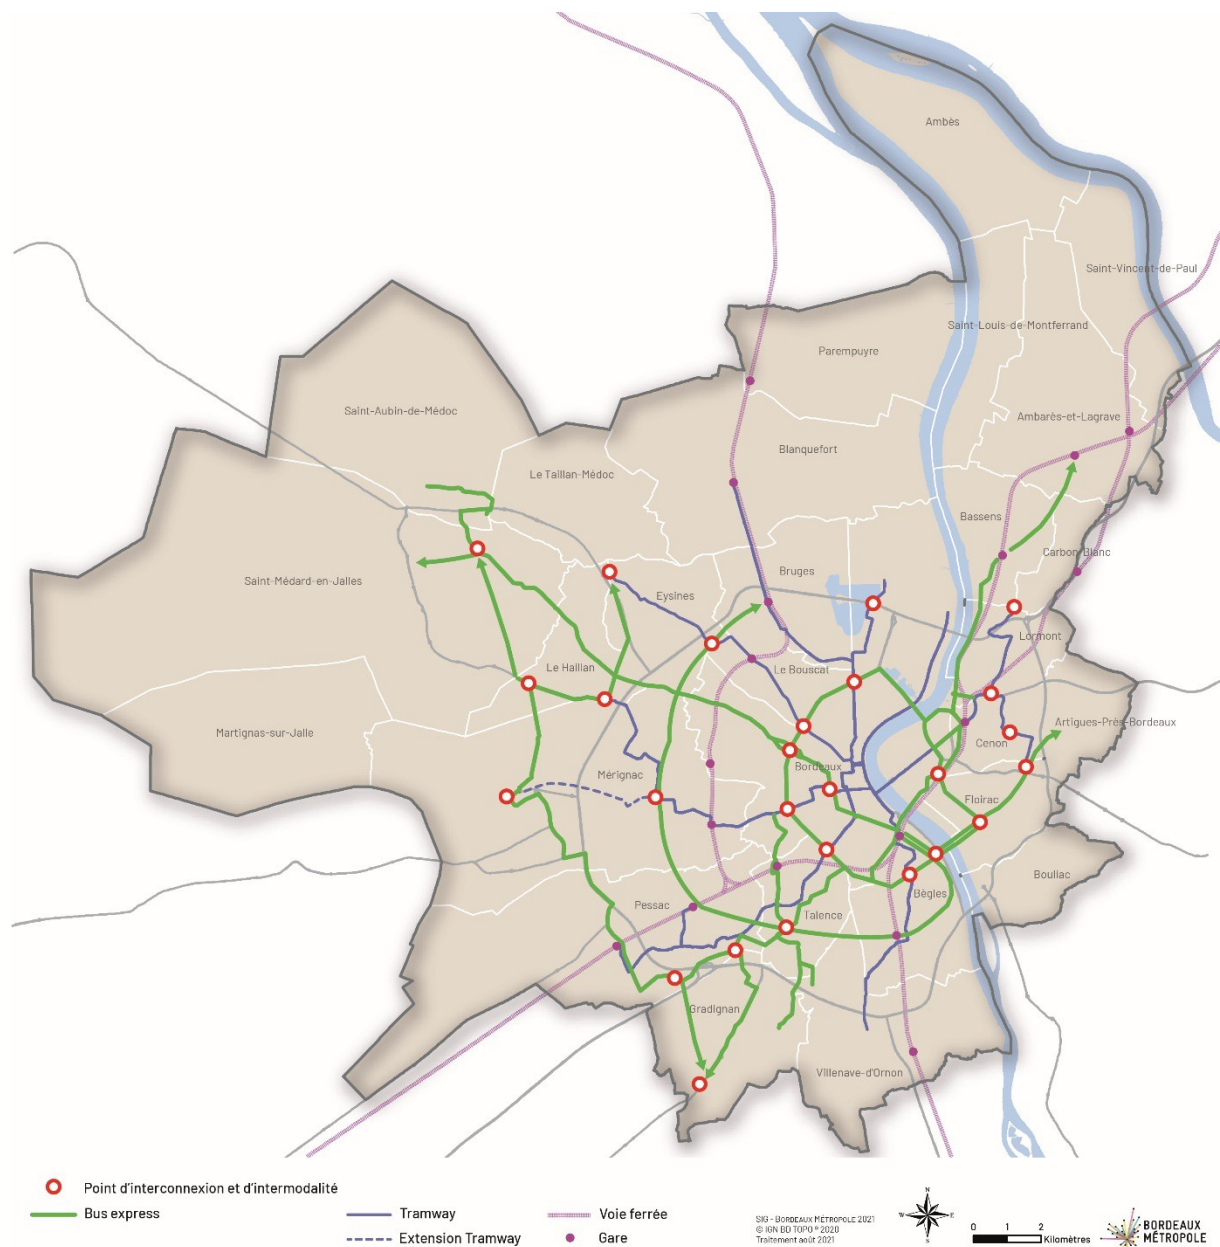 Ambès
Saint-Vincent-de-Paul
Saint-Louis-de-Montferrand
Parempuyre
Saint-Aubin-de-Médoc
Ambarès-et-Lagrave
Blanquefort
Le Taillan-Médoc
Bassens
Carbon-Blanc
Bruges
Saint-Médard-en-Jalles
Eysines
Lormont
Le Haillan
Le Bouscat
Artigues-Près-Bordeaux
Martignas-sur-Jalle
Cenon
Bordeaux
Mérignac
Floirac
Bouliac
Bègles
Pessac
Talence
Gradignan
Villenave-d'Ornon
Point d'interconnexion et d'intermodalité
Bus express
Tramway
Extension Tramway
Voie ferrée
Gare
SIG - BORDEAUX MÉTROPOLE 2021
© IGN BD TOPO ® 2020
Traitement août 2021
N
W E
S
0 1 2
Kilomètres
BORDEAUX
MÉTROPOLE